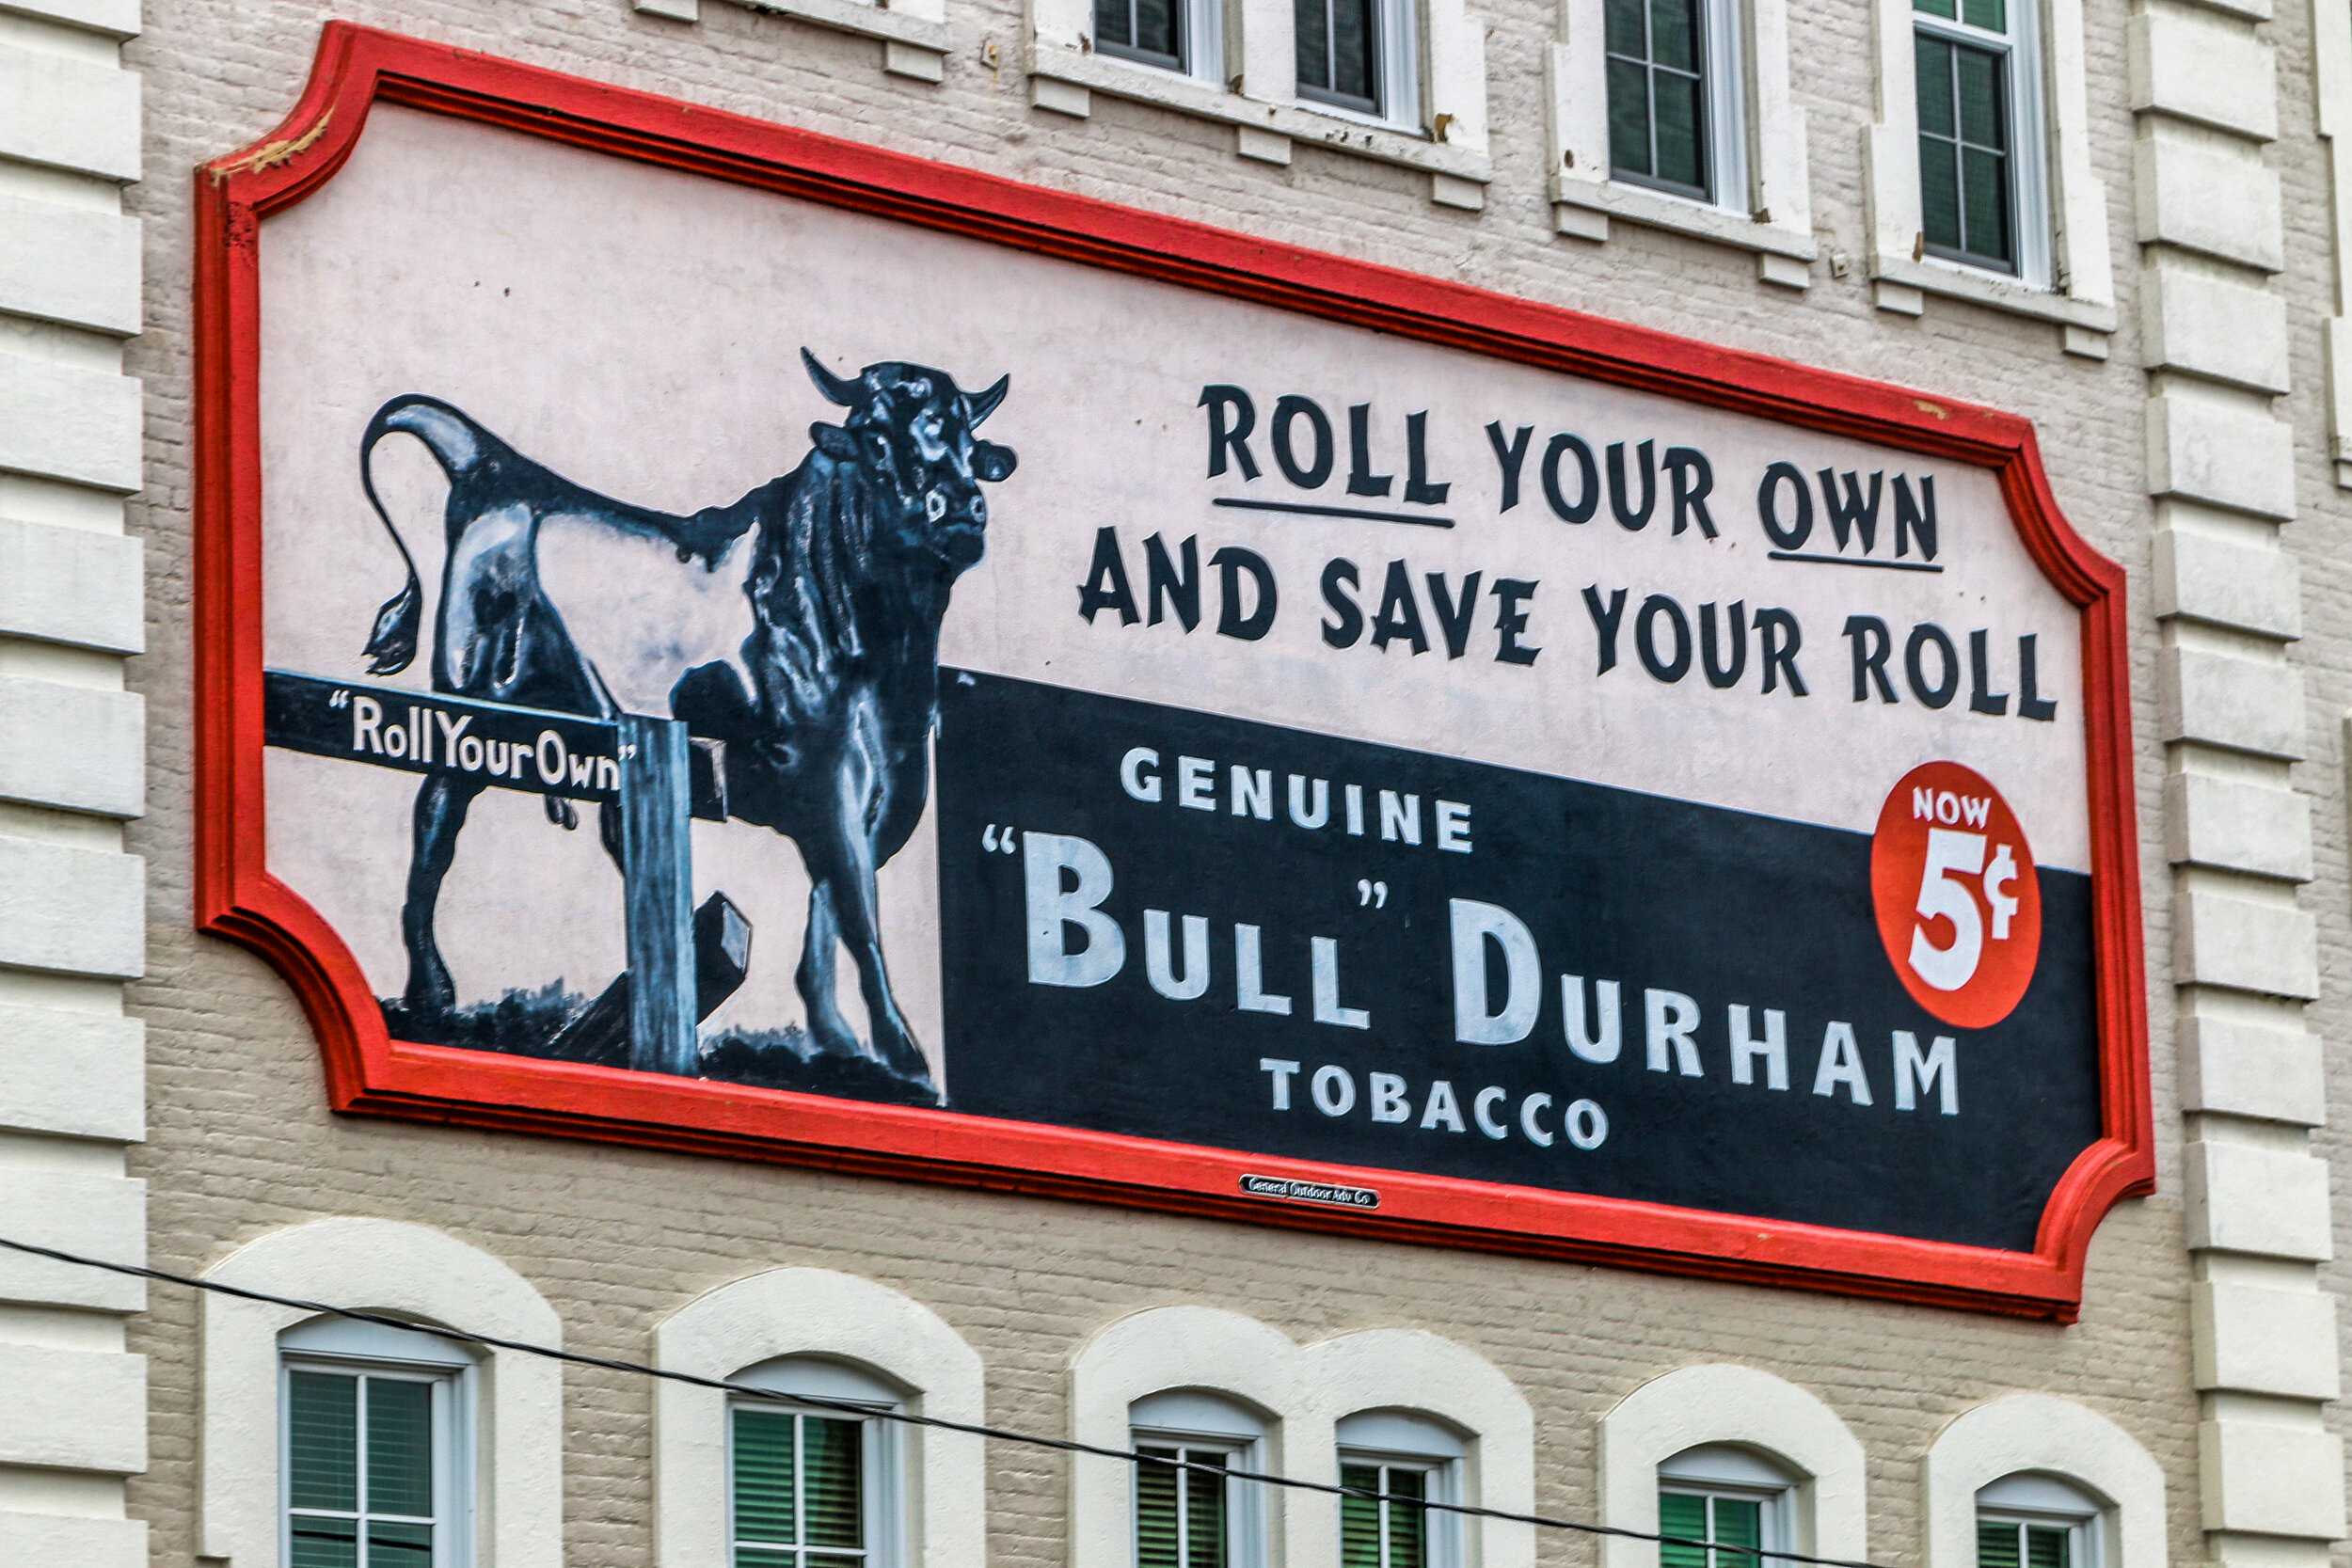 ROLL YOUR OWN
AND SAVE YOUR ROLL
"Roll Your Own"
GENUINE
"BULL" DURHAM
TOBACCO
NOW
5¢
General Outdoor Adv Co